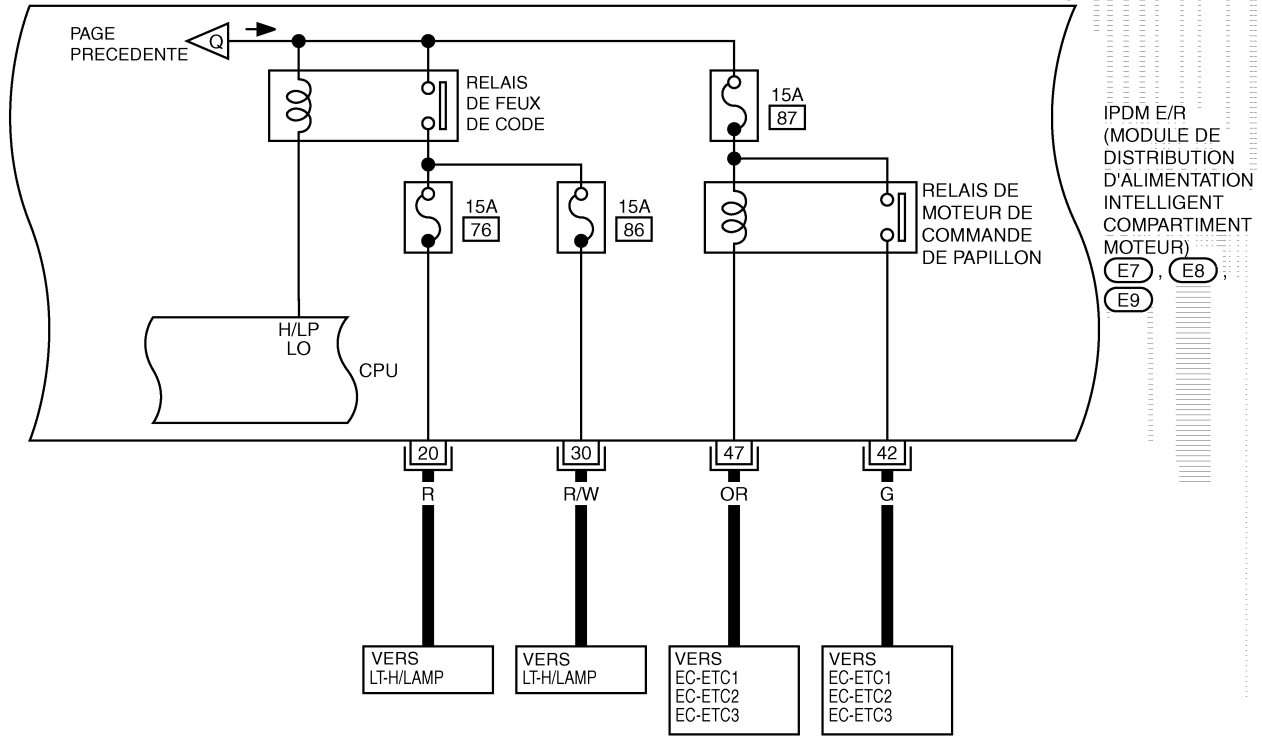 PAGE
PRECEDENTE
Q
RELAIS
DE FEUX
DE CODE
15A
87
IPDM E/R
(MODULE DE
DISTRIBUTION
D'ALIMENTATION
INTELLIGENT
COMPARTIMENT
MOTEUR)
E7 , E8 ,
E9
15A
76
15A
86
RELAIS DE
MOTEUR DE
COMMANDE
DE PAPILLON
H/LP
LO
CPU
20
30
47
42
R
R/W
OR
G
VERS
LT-H/LAMP
VERS
LT-H/LAMP
VERS
EC-ETC1
EC-ETC2
EC-ETC3
VERS
EC-ETC1
EC-ETC2
EC-ETC3